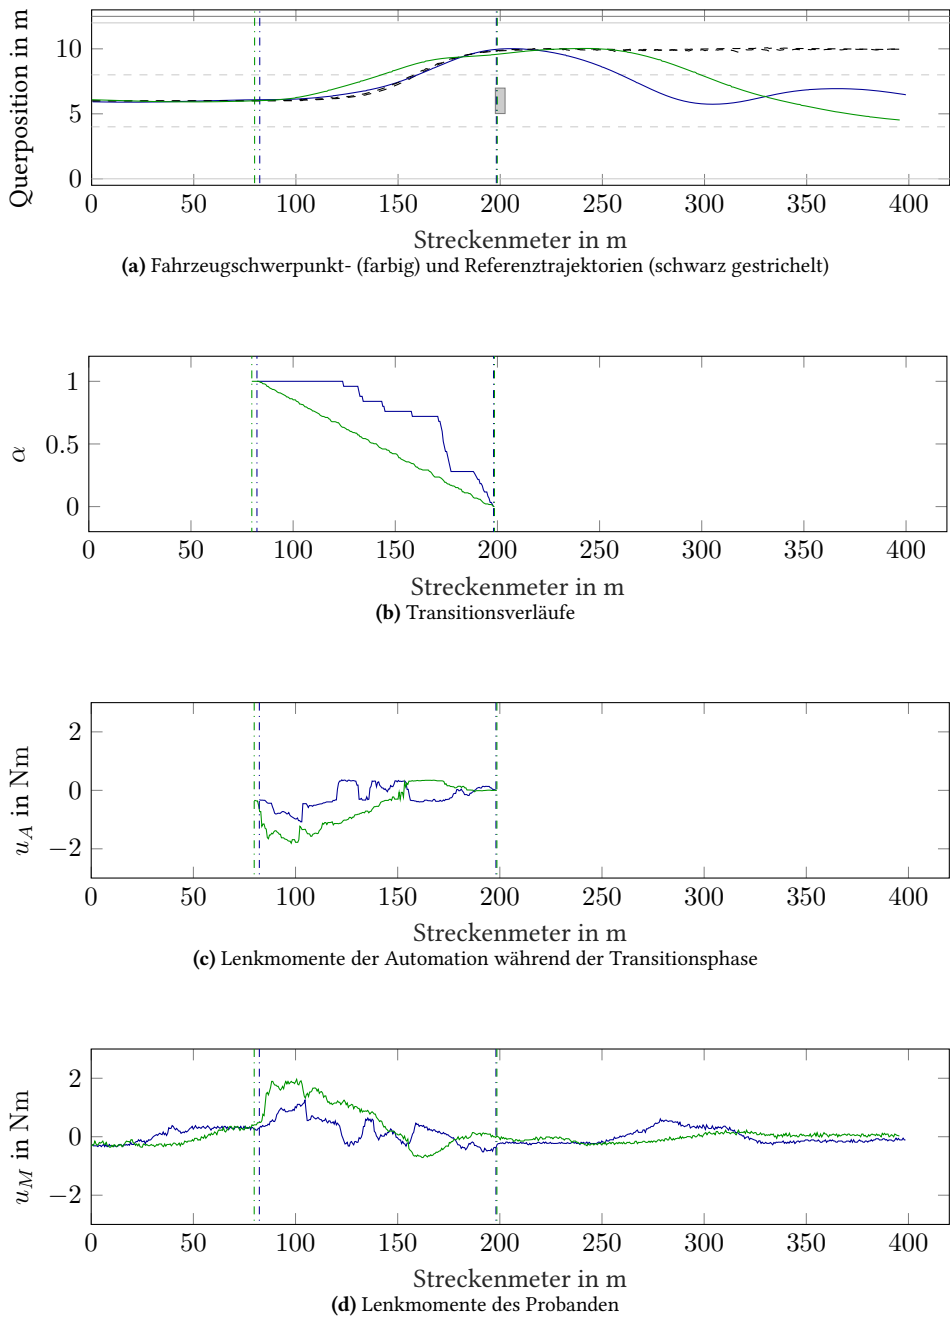 10
5
0
Querposition in m
0 50 100 150 200 250 300 350 400
Streckenmeter in m
(a) Fahrzeugschwerpunkt- (farbig) und Referenztrajektorien (schwarz gestrichelt)
1
0.5
0
α
0 50 100 150 200 250 300 350 400
Streckenmeter in m
(b) Transitionsverläufe
2
0
−2
u_A in Nm
0 50 100 150 200 250 300 350 400
Streckenmeter in m
(c) Lenkmomente der Automation während der Transitionsphase
2
0
−2
u_M in Nm
0 50 100 150 200 250 300 350 400
Streckenmeter in m
(d) Lenkmomente des Probanden